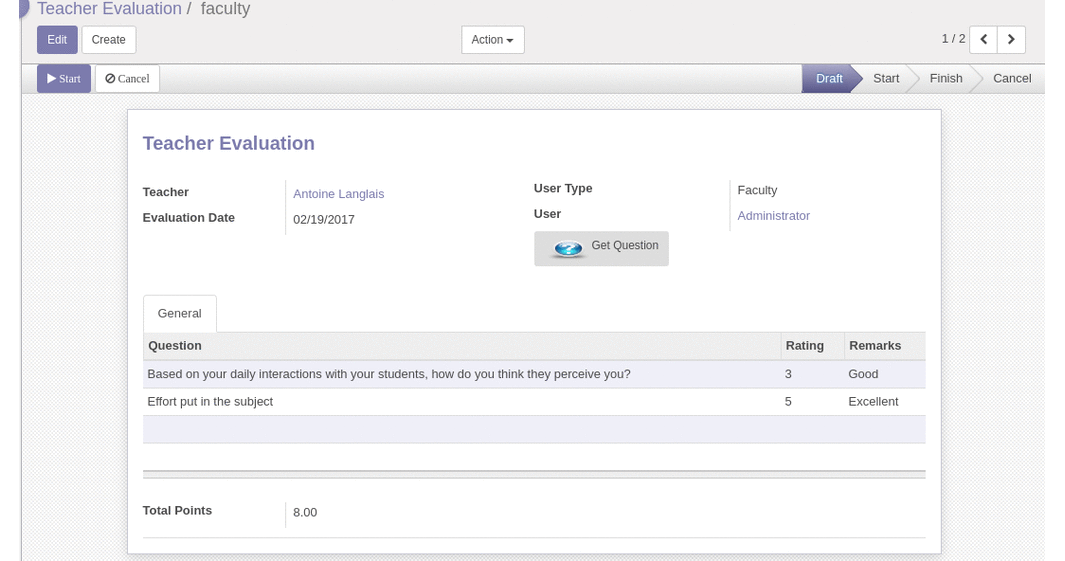 Teacher Evaluation / faculty
Edit Create Action 1 / 2
Start Cancel Draft Start Finish Cancel
Teacher Evaluation
Teacher Antoine Langlais User Type Faculty
Evaluation Date 02/19/2017 User Administrator
Get Question
General
Question Rating Remarks
Based on your daily interactions with your students, how do you think they perceive you? 3 Good
Effort put in the subject 5 Excellent
Total Points 8.00